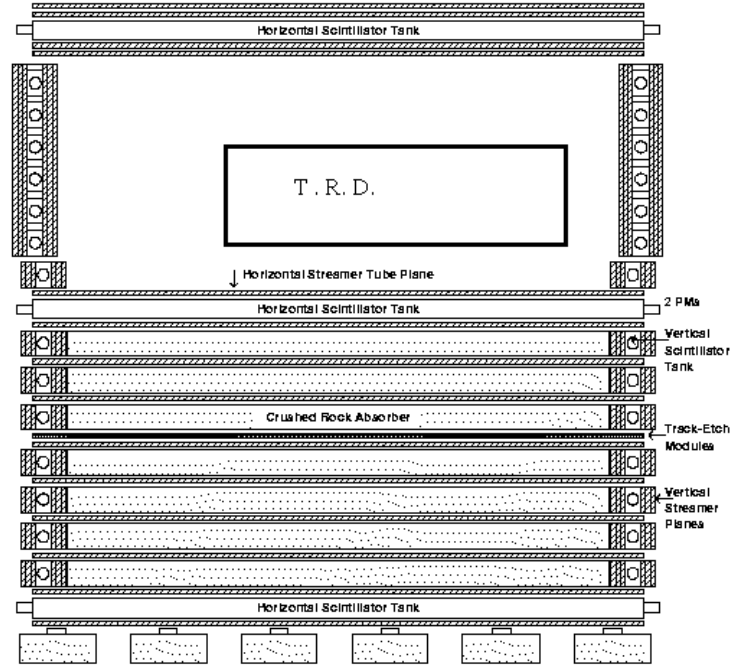 Horizontal Scintillator Tank
T.R.D.
Horizontal Streamer Tube Plane
Horizontal Scintillator Tank
2 PMs
Vertical
Scintillator
Tank
Crushed Rock Absorber
Track-Etch
Modules
Vertical
Streamer
Planes
Horizontal Scintillator Tank